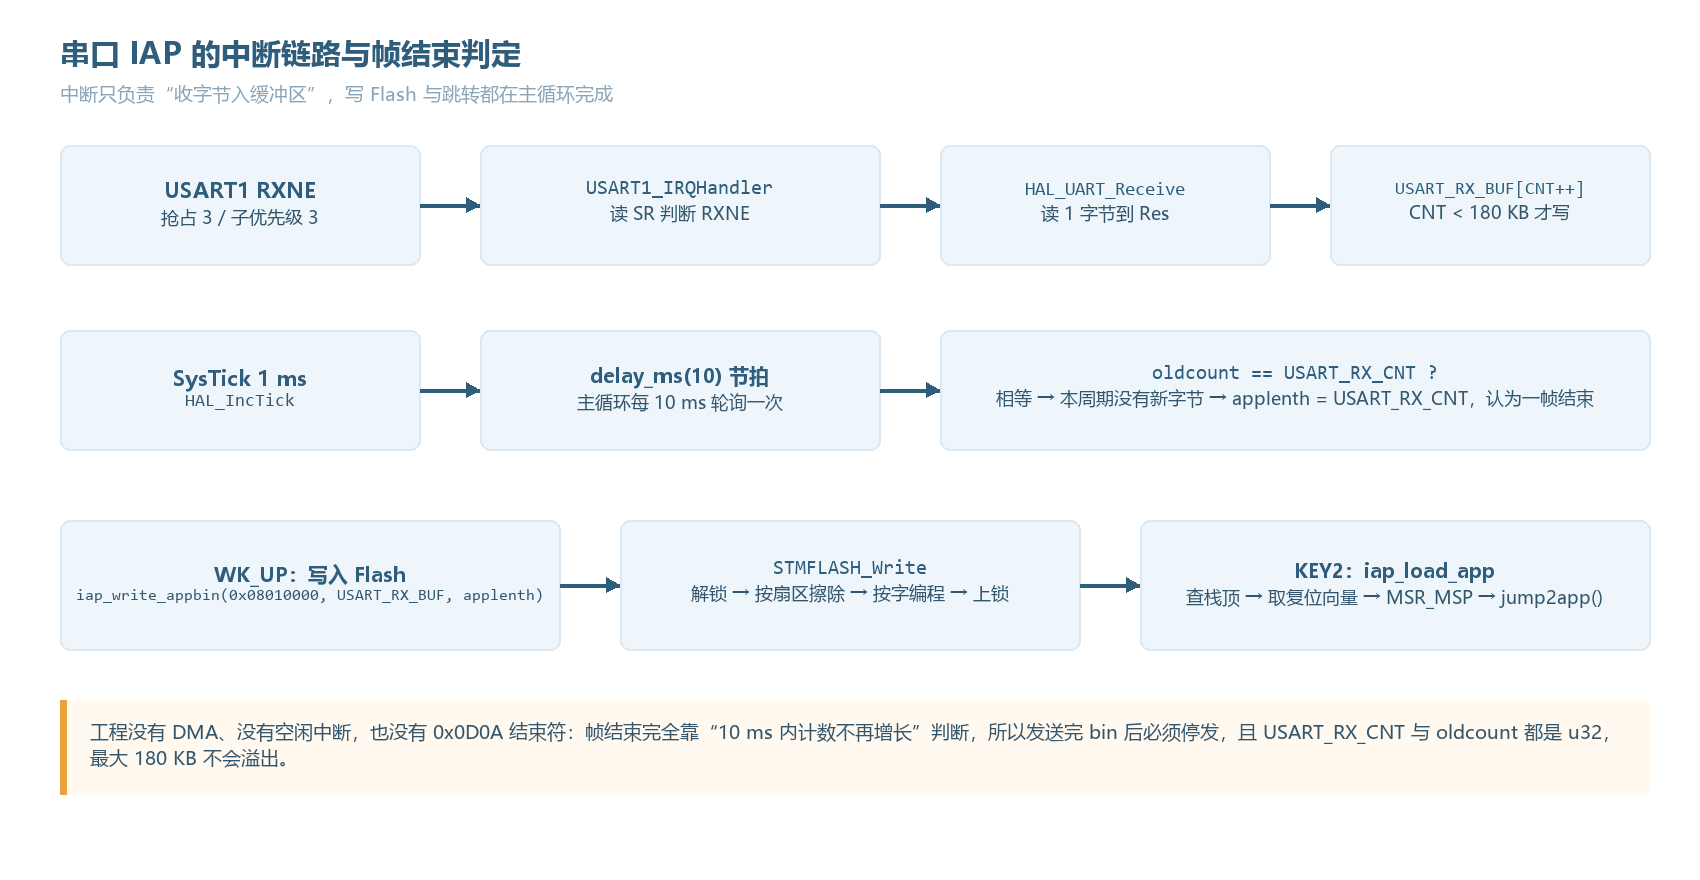 串口 IAP 的中断链路与帧结束判定
中断只负责“收字节入缓冲区”，写 Flash 与跳转都在主循环完成
USART1 RXNE
抢占 3 / 子优先级 3
USART1_IRQHandler
读 SR 判断 RXNE
HAL_UART_Receive
读 1 字节到 Res
USART_RX_BUF[CNT++]
CNT < 180 KB 才写
SysTick 1 ms
HAL_IncTick
delay_ms(10) 节拍
主循环每 10 ms 轮询一次
oldcount == USART_RX_CNT ?
相等 → 本周期没有新字节 → applenth = USART_RX_CNT，认为一帧结束
WK_UP：写入 Flash
iap_write_appbin(0x08010000, USART_RX_BUF, applenth)
STMFLASH_Write
解锁 → 按扇区擦除 → 按字编程 → 上锁
KEY2：iap_load_app
查栈顶 → 取复位向量 → MSR_MSP → jump2app()
工程没有 DMA、没有空闲中断，也没有 0x0D0A 结束符：帧结束完全靠“10 ms 内计数不再增长”判断，所以发送完 bin 后必须停发，且 USART_RX_CNT 与 oldcount 都是 u32，
最大 180 KB 不会溢出。